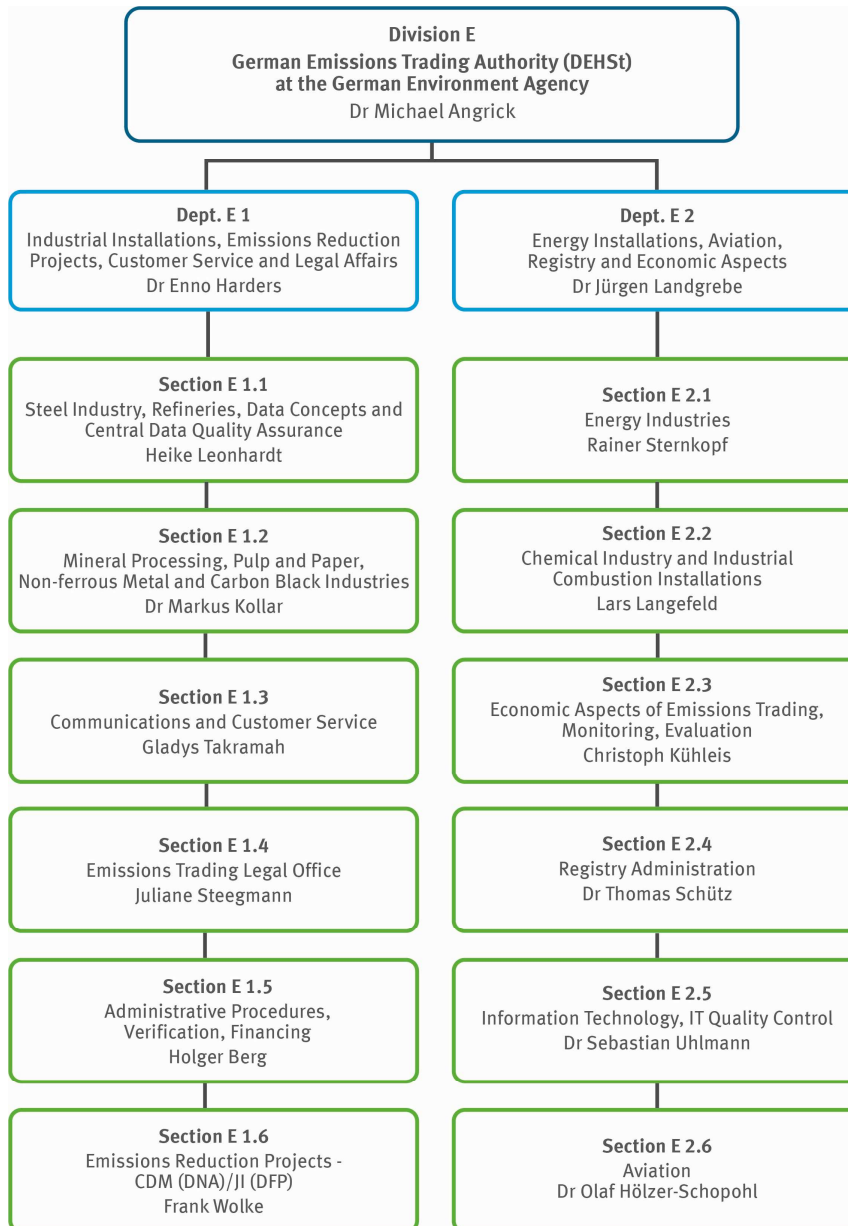 Division E
German Emissions Trading Authority (DEHSt)
at the German Environment Agency
Dr Michael Angrick
Dept. E 1
Industrial Installations, Emissions Reduction
Projects, Customer Service and Legal Affairs
Dr Enno Harders
Section E 1.1
Steel Industry, Refineries, Data Concepts and
Central Data Quality Assurance
Heike Leonhardt
Section E 1.2
Mineral Processing, Pulp and Paper,
Non-ferrous Metal and Carbon Black Industries
Dr Markus Kollar
Section E 1.3
Communications and Customer Service
Gladys Takramah
Section E 1.4
Emissions Trading Legal Office
Juliane Steegmann
Section E 1.5
Administrative Procedures,
Verification, Financing
Holger Berg
Section E 1.6
Emissions Reduction Projects -
CDM (DNA)/JI (DFP)
Frank Wolke
Dept. E 2
Energy Installations, Aviation,
Registry and Economic Aspects
Dr Jürgen Landgrebe
Section E 2.1
Energy Industries
Rainer Sternkopf
Section E 2.2
Chemical Industry and Industrial
Combustion Installations
Lars Langefeld
Section E 2.3
Economic Aspects of Emissions Trading,
Monitoring, Evaluation
Christoph Kühleis
Section E 2.4
Registry Administration
Dr Thomas Schütz
Section E 2.5
Information Technology, IT Quality Control
Dr Sebastian Uhlmann
Section E 2.6
Aviation
Dr Olaf Hölzer-Schopohl